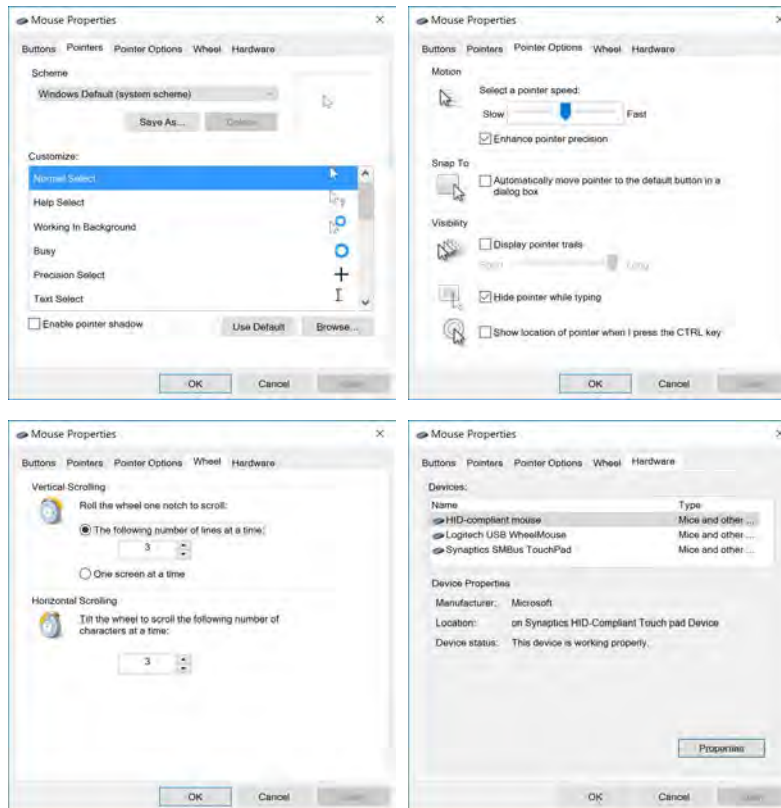 Mouse Properties
Buttons Pointers Pointer Options Wheel Hardware
Scheme
Windows Default (system scheme)
Save As... Delete
Customize:
Normal Select
Help Select
Working In Background
Busy
Precision Select
Text Select
Enable pointer shadow
Use Default Browse...
OK Cancel
Mouse Properties
Buttons Pointers Pointer Options Wheel Hardware
Motion
Select a pointer speed:
Slow Fast
Enhance pointer precision
Snap To
Automatically move pointer to the default button in a
dialog box
Visibility
Display pointer trails
Short Long
Hide pointer while typing
Show location of pointer when I press the CTRL key
OK Cancel
Mouse Properties
Buttons Pointers Pointer Options Wheel Hardware
Vertical Scrolling
Roll the wheel one notch to scroll:
The following number of lines at a time:
3
One screen at a time
Horizontal Scrolling
Tilt the wheel to scroll the following number of
characters at a time:
3
OK Cancel
Mouse Properties
Buttons Pointers Pointer Options Wheel Hardware
Devices:
Name Type
HID-compliant mouse Mice and other ...
Logitech USB WheelMouse Mice and other ...
Synaptics SMBus TouchPad Mice and other ...
Device Properties
Manufacturer: Microsoft
Location: on Synaptics HID-Compliant Touch pad Device
Device status: This device is working properly.
Properties
OK Cancel